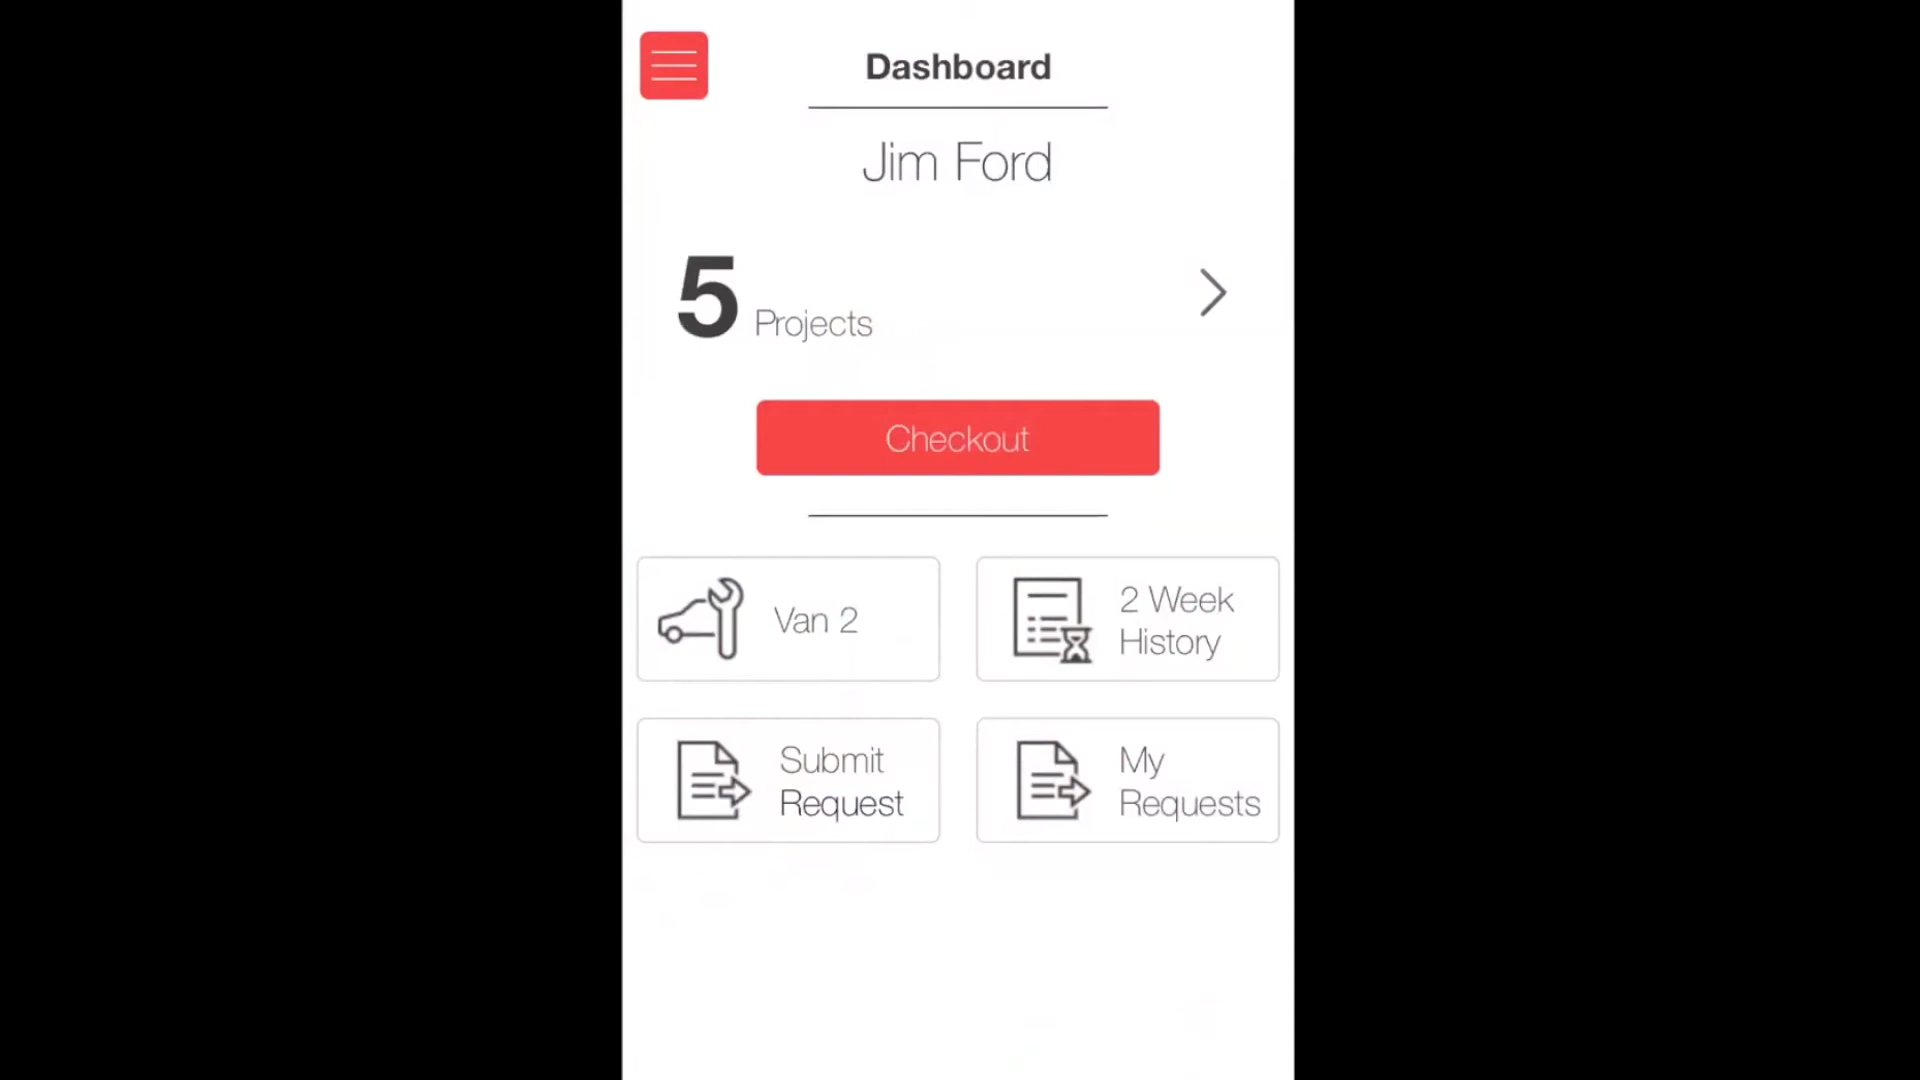 Dashboard
Jim Ford
5 Projects
Checkout
Van 2
2 Week
History
Submit
Request
My
Requests